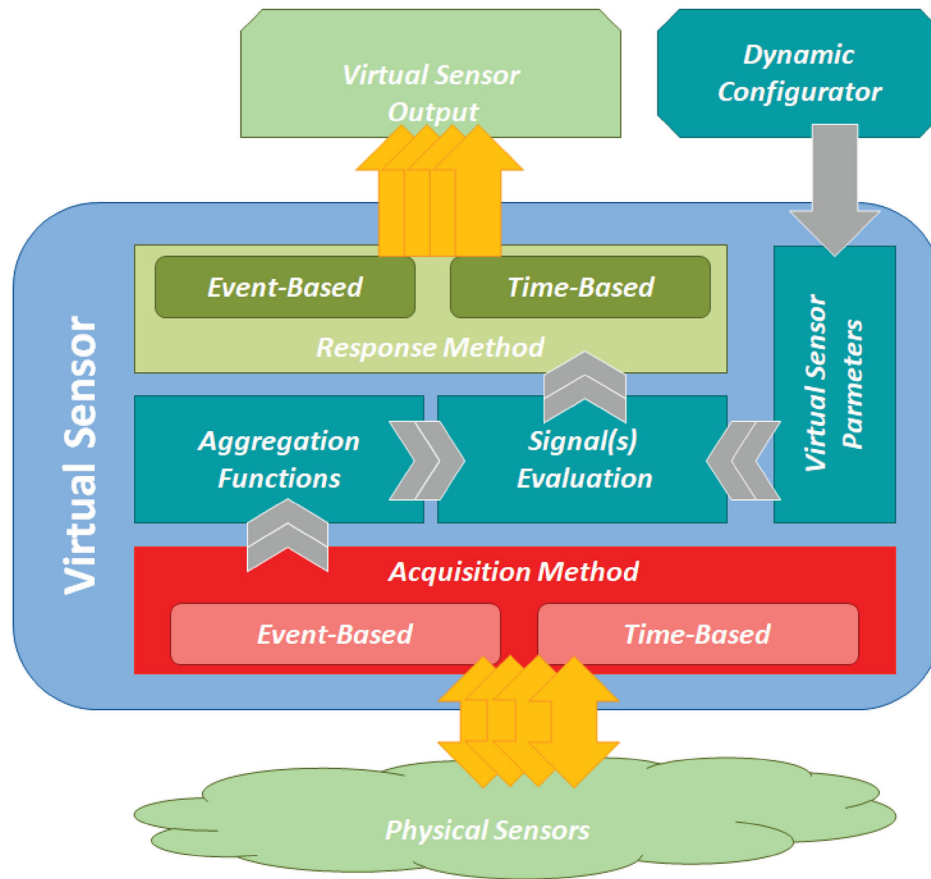 Virtual Sensor
Output
Dynamic
Configurator
Virtual Sensor
Event-Based
Time-Based
Response Method
Virtual Sensor
Parmeters
Aggregation
Functions
Signal(s)
Evaluation
Acquisition Method
Event-Based
Time-Based
Physical Sensors